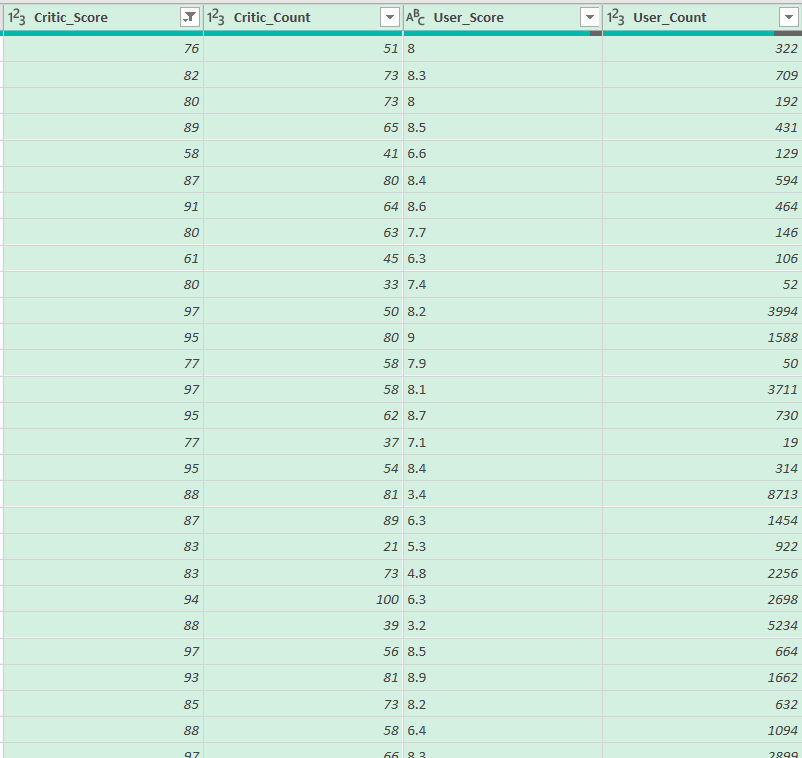 1²3 Critic_Score 1²3 Critic_Count ABC User_Score 1²3 User_Count
76 51 8 322
82 73 8.3 709
80 73 8 192
89 65 8.5 431
58 41 6.6 129
87 80 8.4 594
91 64 8.6 464
80 63 7.7 146
61 45 6.3 106
80 33 7.4 52
97 50 8.2 3994
95 80 9 1588
77 58 7.9 50
97 58 8.1 3711
95 62 8.7 730
77 37 7.1 19
95 54 8.4 314
88 81 3.4 8713
87 89 6.3 1454
83 21 5.3 922
83 73 4.8 2256
94 100 6.3 2698
88 39 3.2 5234
97 56 8.5 664
93 81 8.9 1662
85 73 8.2 632
88 58 6.4 1094
97 66 8.3 2899